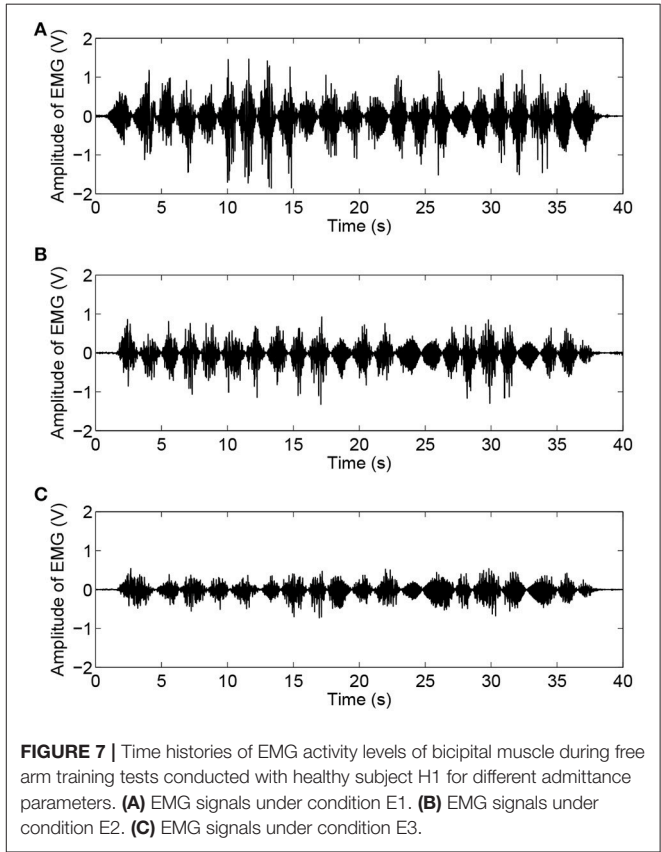 A
Amplitude of EMG (V)
2
1
0
−1
−2
0 5 10 15 20 25 30 35 40
Time (s)
B
Amplitude of EMG (V)
2
1
0
−1
−2
0 5 10 15 20 25 30 35 40
Time (s)
C
Amplitude of EMG (V)
2
1
0
−1
−2
0 5 10 15 20 25 30 35 40
Time (s)
FIGURE 7 | Time histories of EMG activity levels of bicipital muscle during free
arm training tests conducted with healthy subject H1 for different admittance
parameters. (A) EMG signals under condition E1. (B) EMG signals under
condition E2. (C) EMG signals under condition E3.